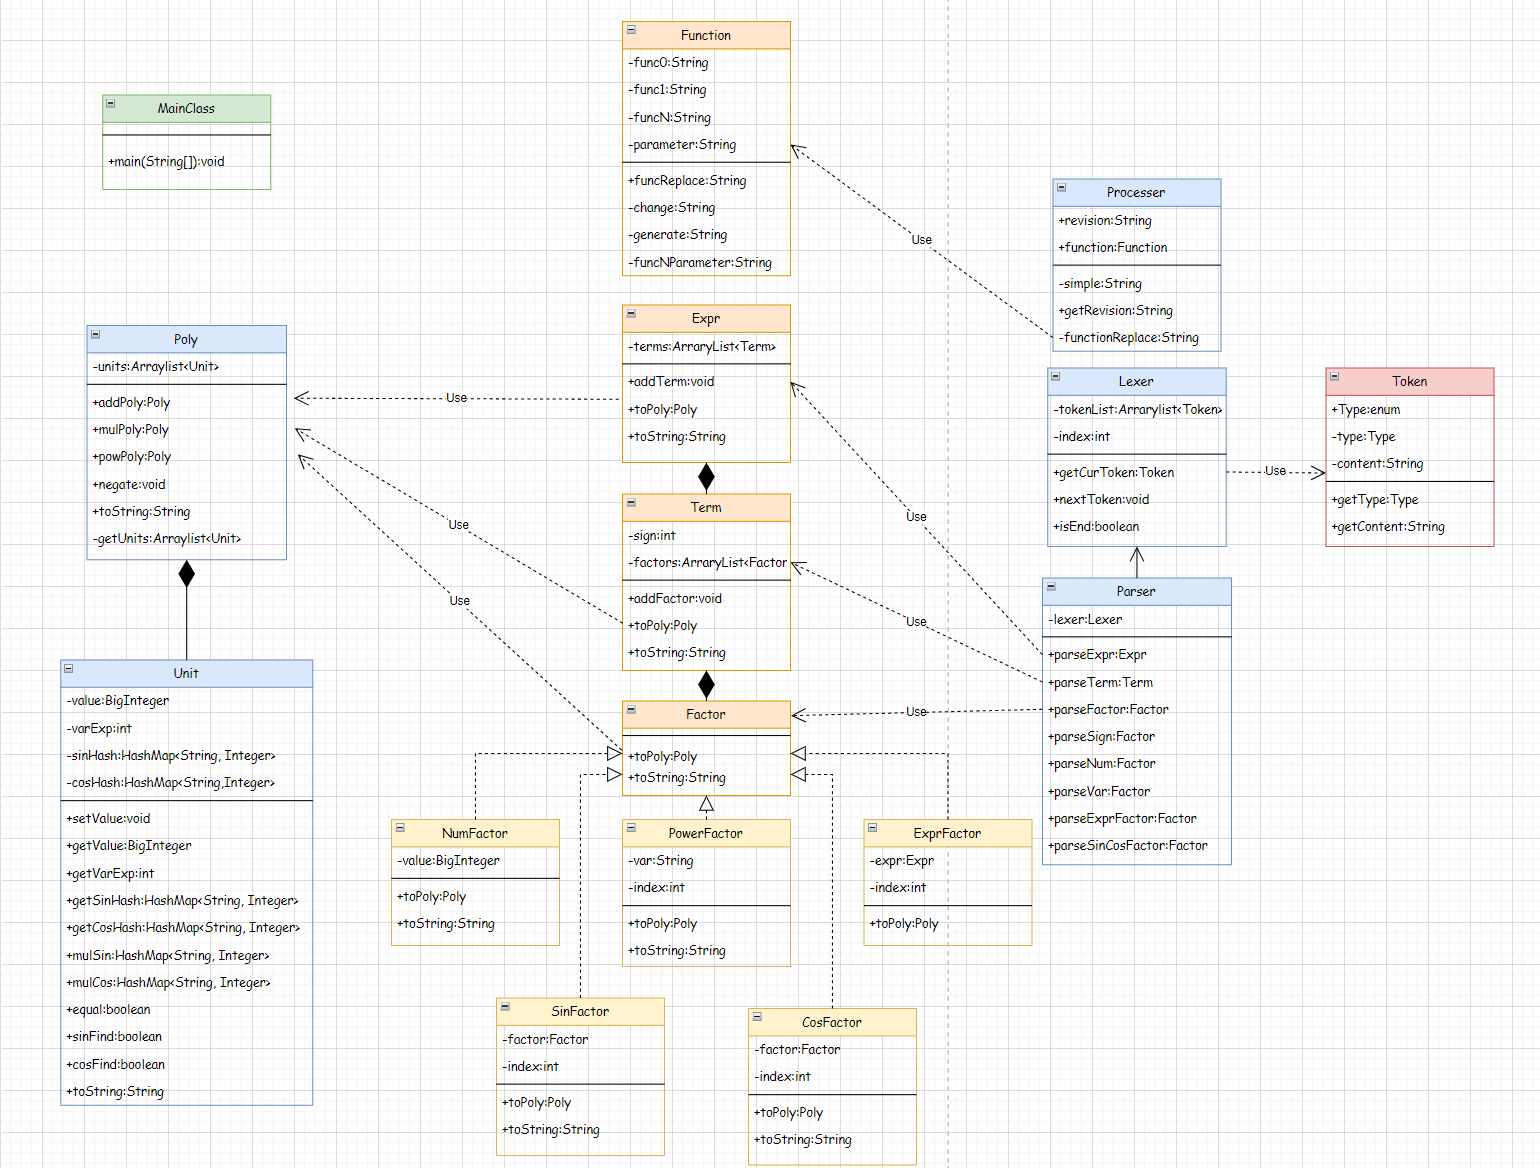 Function
-func0:String
-func1:String
-funcN:String
-parameter:String
+funcReplace:String
-change:String
-generate:String
-funcNParameter:String
MainClass
+main(String[]):void
Processer
+revision:String
+function:Function
-simple:String
+getRevision:String
-functionReplace:String
Use
Expr
-terms:ArraryList<Term>
+addTerm:void
+toPoly:Poly
+toString:String
Poly
-units:Arraylist<Unit>
+addPoly:Poly
+mulPoly:Poly
+powPoly:Poly
+negate:void
+toString:String
-getUnits:Arraylist<Unit>
Use
Use
Use
Lexer
-tokenList:Arrarylist<Token>
-index:int
+getCurToken:Token
+nextToken:void
+isEnd:boolean
Use
Token
+Type:enum
-type:Type
-content:String
+getType:Type
+getContent:String
Term
-sign:int
-factors:ArraryList<Factor
+addFactor:void
+toPoly:Poly
+toString:String
Use
Use
Use
Parser
-lexer:Lexer
+parseExpr:Expr
+parseTerm:Term
+parseFactor:Factor
+parseSign:Factor
+parseNum:Factor
+parseVar:Factor
+parseExprFactor:Factor
+parseSinCosFactor:Factor
Unit
-value:BigInteger
-varExp:int
-sinHash:HashMap<String, Integer>
-cosHash:HashMap<String,Integer>
+setValue:void
+getValue:BigInteger
+getVarExp:int
+getSinHash:HashMap<String, Integer>
+getCosHash:HashMap<String, Integer>
+mulSin:HashMap<String, Integer>
+mulCos:HashMap<String, Integer>
+equal:boolean
+sinFind:boolean
+cosFind:boolean
+toString:String
Factor
+toPoly:Poly
+toString:String
NumFactor
-value:BigInteger
+toPoly:Poly
+toString:String
PowerFactor
-var:String
-index:int
+toPoly:Poly
+toString:String
ExprFactor
-expr:Expr
-index:int
+toPoly:Poly
SinFactor
-factor:Factor
-index:int
+toPoly:Poly
+toString:String
CosFactor
-factor:Factor
-index:int
+toPoly:Poly
+toString:String